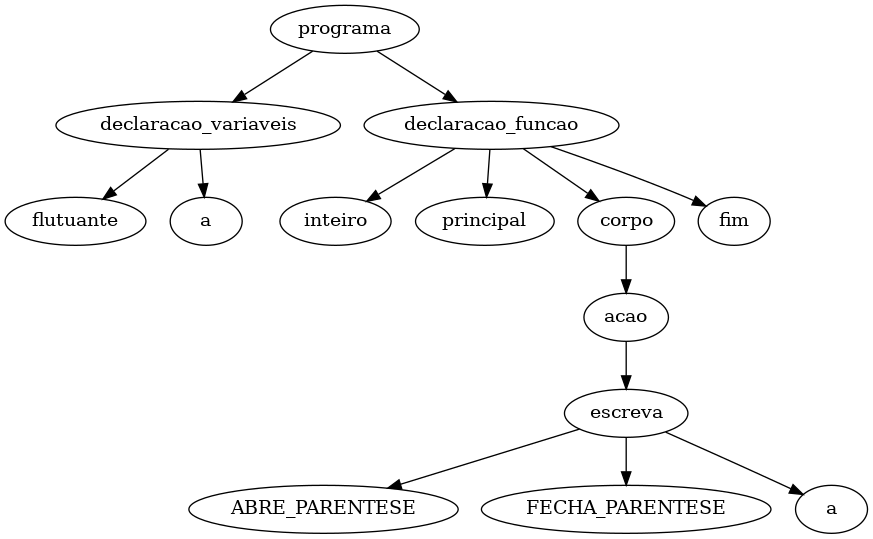 programa
declaracao_variaveis declaracao_funcao
flutuante a inteiro principal corpo fim
acao
escreva
ABRE_PARENTESE FECHA_PARENTESE a